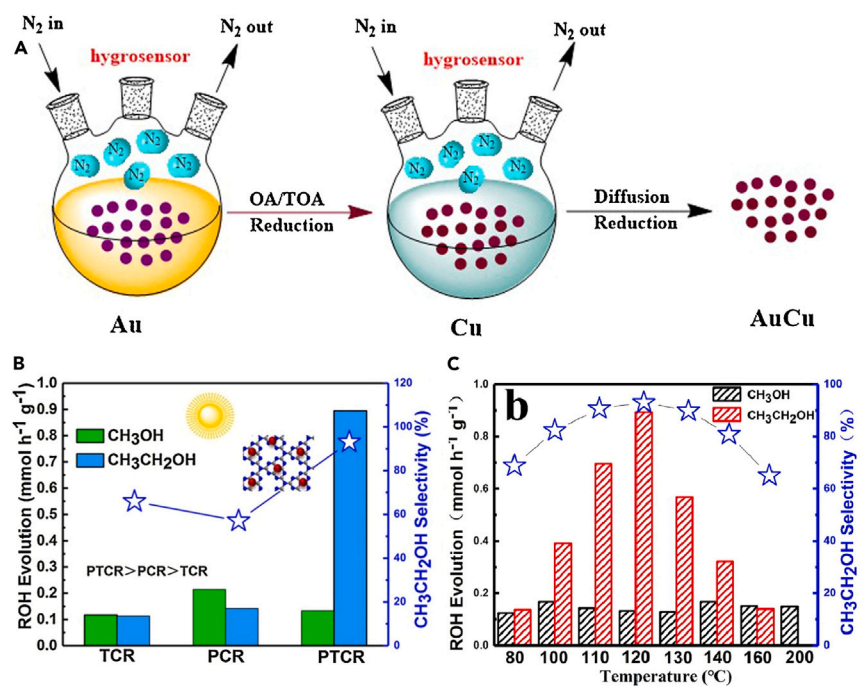 A
N2 in
N2 out
hygrosensor
N2 in
N2 out
hygrosensor
N2
N2
N2
N2
N2
N2
N2
N2
N2
N2
OA/TOA
Reduction
Diffusion
Reduction
Au
Cu
AuCu
B
ROH Evolution (mmol h-1 g-1)
1.0
0.9
0.8
0.7
0.6
0.5
0.4
0.3
0.2
0.1
0.0
CH3OH
CH3CH2OH
PTCR>PCR>TCR
TCR
PCR
PTCR
120
100
80
60
40
20
0
CH3CH2OH Selectivity (%)
C
ROH Evolution (mmol h-1 g-1)
1.0
0.8
0.6
0.4
0.2
0.0
b
CH3OH
CH3CH2OH
80 100 110 120 130 140 160 200
Temperature (°C)
100
80
60
40
20
0
CH3CH2OH Selectivity (%)